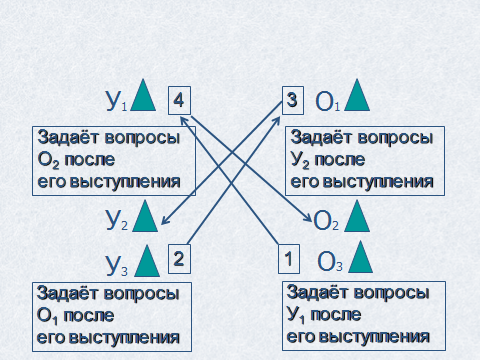 У1 4 3 О1
Задаёт вопросы
О2 после
его выступления
Задаёт вопросы
У2 после
его выступления
У2 О2
У3 2 1 О3
Задаёт вопросы
О1 после
его выступления
Задаёт вопросы
У1 после
его выступления